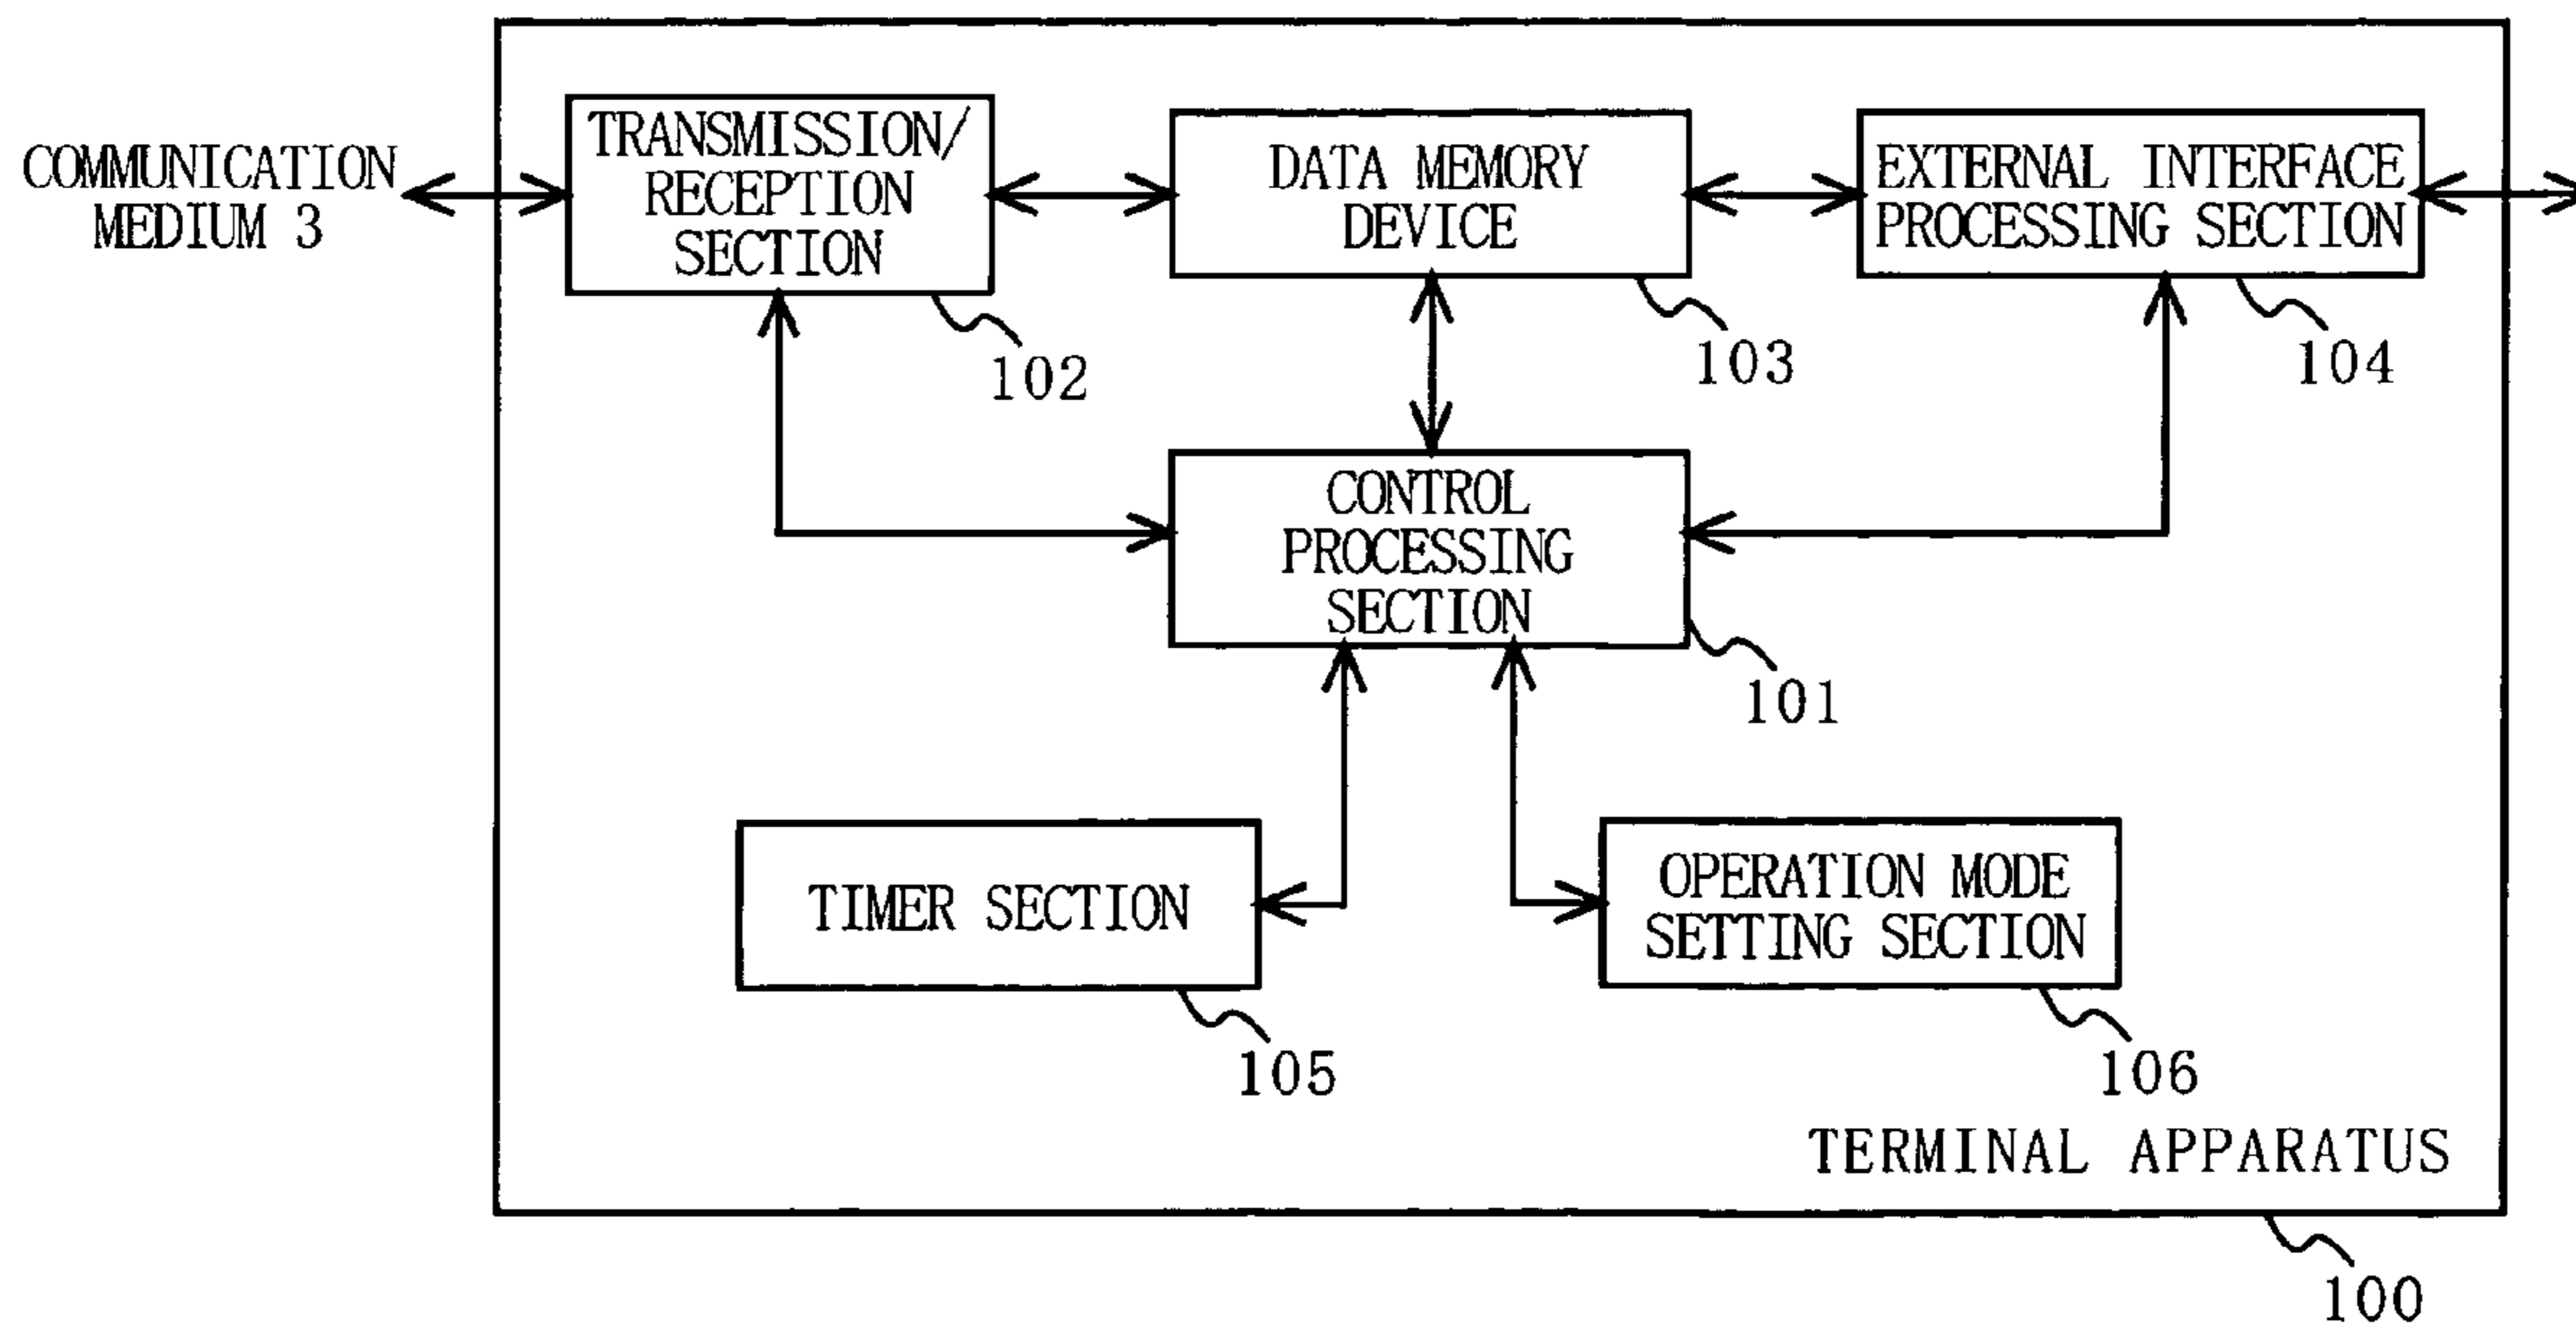 COMMUNICATION
MEDIUM 3
TRANSMISSION/
RECEPTION
SECTION
102
DATA MEMORY
DEVICE
103
EXTERNAL INTERFACE
PROCESSING SECTION
104
CONTROL
PROCESSING
SECTION
101
TIMER SECTION
105
OPERATION MODE
SETTING SECTION
106
TERMINAL APPARATUS
100